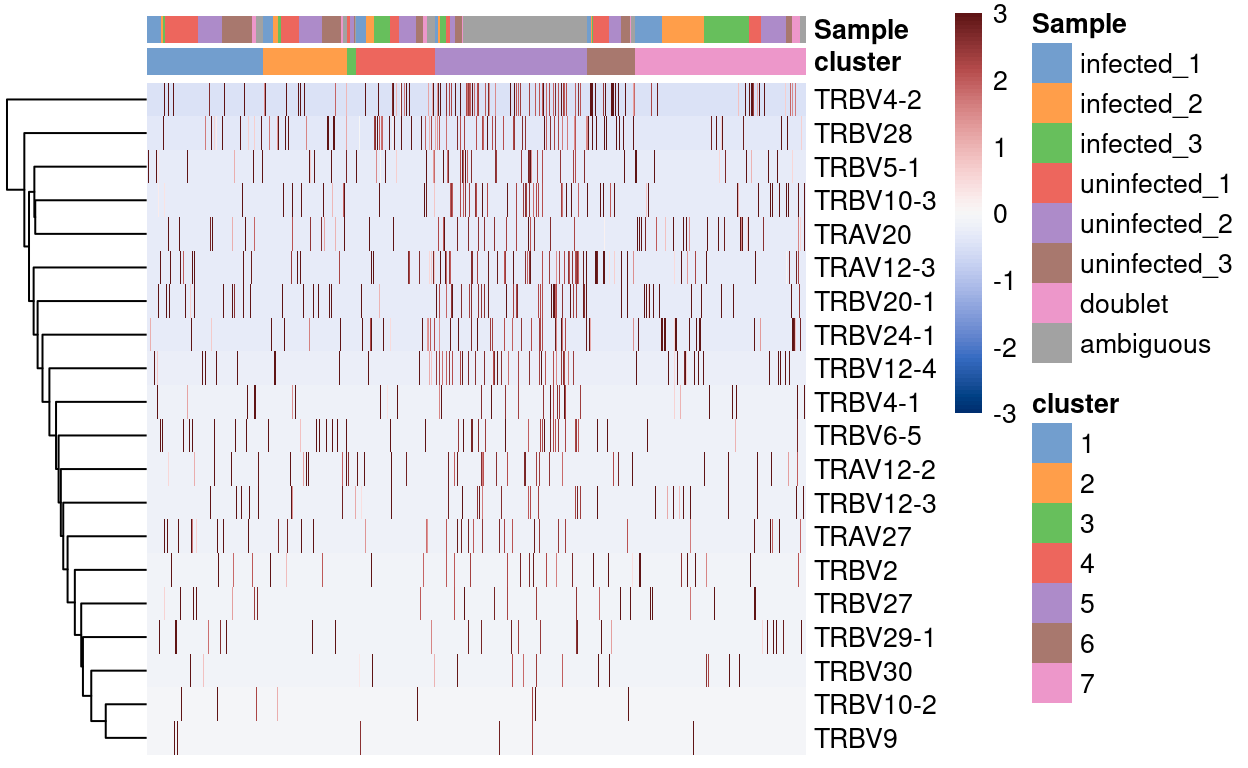 Sample
cluster
TRBV4-2
TRBV28
TRBV5-1
TRBV10-3
TRAV20
TRAV12-3
TRBV20-1
TRBV24-1
TRBV12-4
TRBV4-1
TRBV6-5
TRAV12-2
TRBV12-3
TRAV27
TRBV2
TRBV27
TRBV29-1
TRBV30
TRBV10-2
TRBV9
3
2
1
0
-1
-2
-3
Sample
infected_1
infected_2
infected_3
uninfected_1
uninfected_2
uninfected_3
doublet
ambiguous
cluster
1
2
3
4
5
6
7